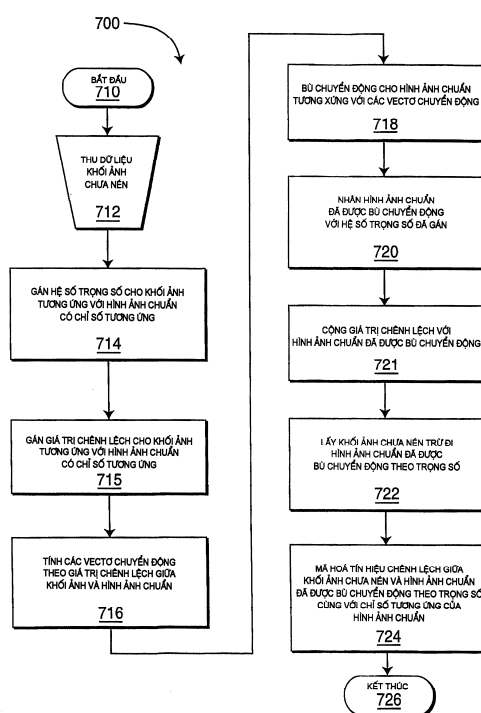 700
BẮT ĐẦU
710
THU DỮ LIỆU
KHỐI ẢNH
CHƯA NÉN
712
GÁN HỆ SỐ TRỌNG SỐ CHO KHỐI ẢNH
TƯƠNG ỨNG VỚI HÌNH ẢNH CHUẨN
CÓ CHỈ SỐ TƯƠNG ỨNG
714
GÁN GIÁ TRỊ CHÊNH LỆCH CHO KHỐI ẢNH
TƯƠNG ỨNG VỚI HÌNH ẢNH CHUẨN
CÓ CHỈ SỐ TƯƠNG ỨNG
715
TÍNH CÁC VECTƠ CHUYỂN ĐỘNG
THEO GIÁ TRỊ CHÊNH LỆCH GIỮA
KHỐI ẢNH VÀ HÌNH ẢNH CHUẨN
716
BÙ CHUYỂN ĐỘNG CHO HÌNH ẢNH CHUẨN
TƯƠNG XỨNG VỚI CÁC VECTƠ CHUYỂN ĐỘNG
718
NHÂN HÌNH ẢNH CHUẨN
ĐÃ ĐƯỢC BÙ CHUYỂN ĐỘNG
VỚI HỆ SỐ TRỌNG SỐ ĐÃ GÁN
720
CỘNG GIÁ TRỊ CHÊNH LỆCH VỚI
HÌNH ẢNH CHUẨN ĐÃ ĐƯỢC BÙ CHUYỂN ĐỘNG
721
LẤY KHỐI ẢNH CHƯA NÉN TRỪ ĐI
HÌNH ẢNH CHUẨN ĐÃ ĐƯỢC
BÙ CHUYỂN ĐỘNG THEO TRỌNG SỐ
722
MÃ HOÁ TÍN HIỆU CHÊNH LỆCH GIỮA
KHỐI ẢNH CHƯA NÉN VÀ HÌNH ẢNH CHUẨN
ĐÃ ĐƯỢC BÙ CHUYỂN ĐỘNG THEO TRỌNG SỐ
CÙNG VỚI CHỈ SỐ TƯƠNG ỨNG CỦA
HÌNH ẢNH CHUẨN
724
KẾT THÚC
726